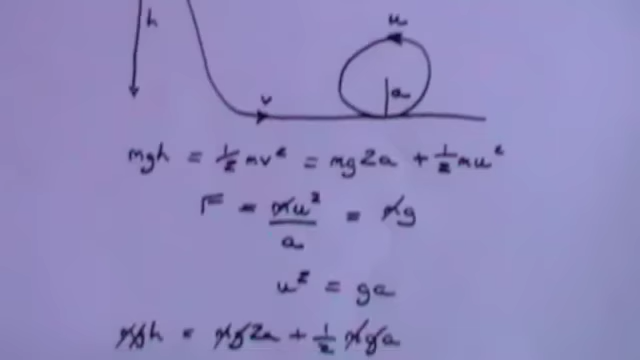 h
u
a
v
mgh = ½mv² = mg2a + ½mu²
F = mu²/a = mg
u² = ga
mgh = mg2a + ½mga